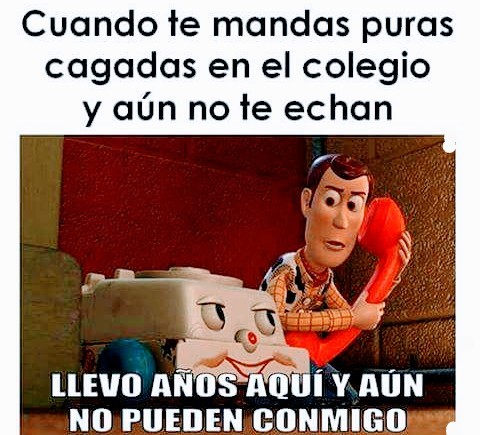 Cuando te mandas puras
cagadas en el colegio
y aún no te echan
LLEVO AÑOS AQUÍ Y AÚN
NO PUEDEN CONMIGO